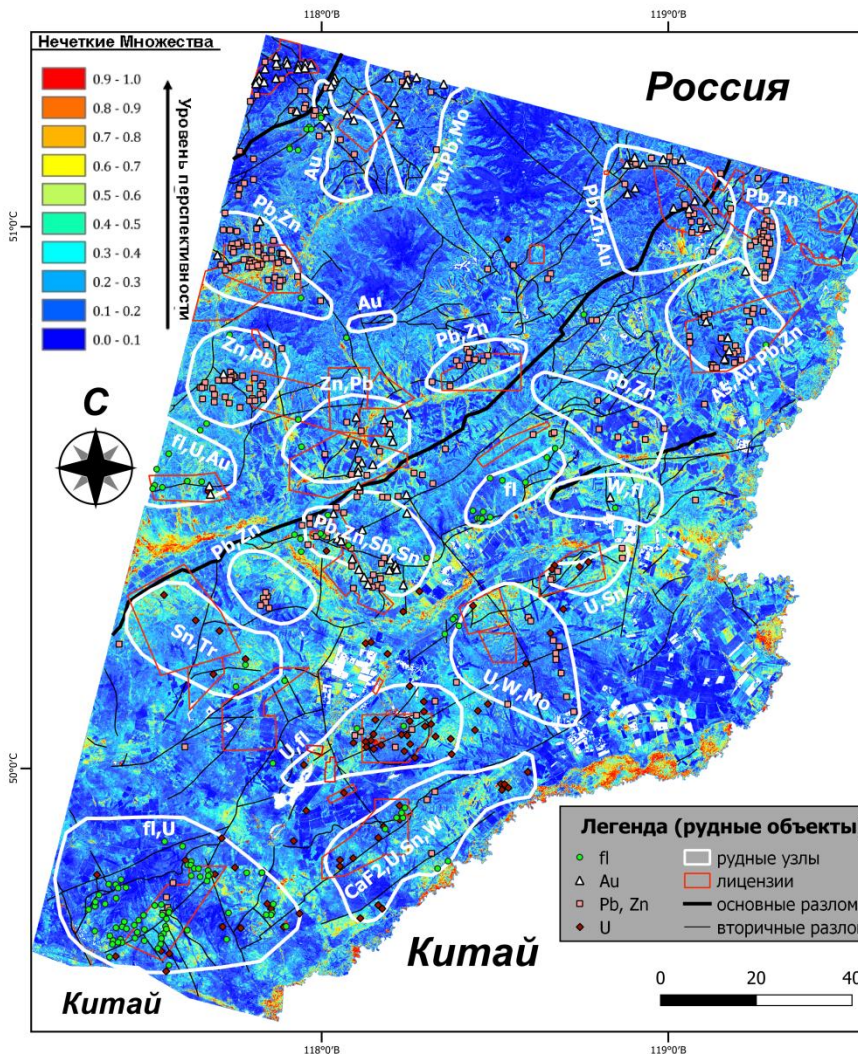 118°0'В
119°0'В
Нечеткие Множества
0.9 - 1.0
0.8 - 0.9
0.7 - 0.8
0.6 - 0.7
0.5 - 0.6
0.4 - 0.5
0.3 - 0.4
0.2 - 0.3
0.1 - 0.2
0.0 - 0.1
Уровень перспективности
Россия
Au
Au,Pb,Mo
Pb,Zn,Au
Pb,Zn
51°0'С
Pb,Zn
Au
Pb,Zn
As,Au,Pb,Zn
Zn,Pb
Zn,Pb
Pb,Zn
С
fl,U,Au
fl
W,fl
Pb,Zn
Pb,Zn,Sb,Sn
U,Sn
Sn,Tr
U,W,Mo
U,fl
50°0'С
fl,U
CaF2,U,Sn,W
Легенда (рудные объекты
fl
рудные узлы
Au
лицензии
Pb, Zn
основные разлом
U
вторичные разло
Китай
Китай
0 20 40
118°0'В
119°0'В